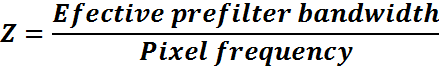 Z = Efective prefilter bandwidth
Pixel frequency